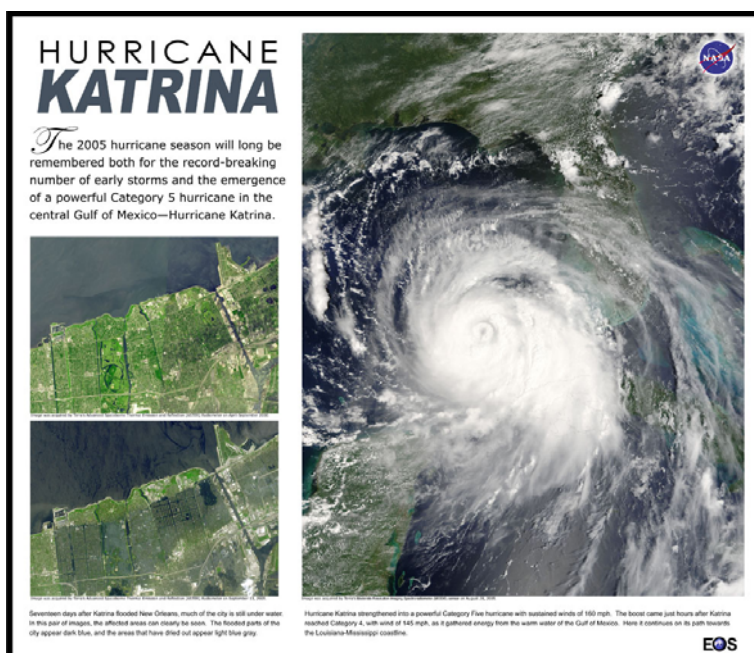 HURRICANE
KATRINA
The 2005 hurricane season will long be
remembered both for the record-breaking
number of early storms and the emergence
of a powerful Category 5 hurricane in the
central Gulf of Mexico—Hurricane Katrina.
Seventeen days after Katrina flooded New Orleans, much of the city is still under water.
In this pair of images, the affected areas can clearly be seen. The flooded parts of the
city appear dark blue, and the areas that have dried out appear light blue gray.
NASA
Hurricane Katrina strengthened into a powerful Category Five hurricane with sustained winds of 160 mph. The boost came just hours after Katrina
reached Category 4, with wind of 145 mph, as it gathered energy from the warm water of the Gulf of Mexico. Here it continues on its path towards
the Louisiana-Mississippi coastline.
EOS